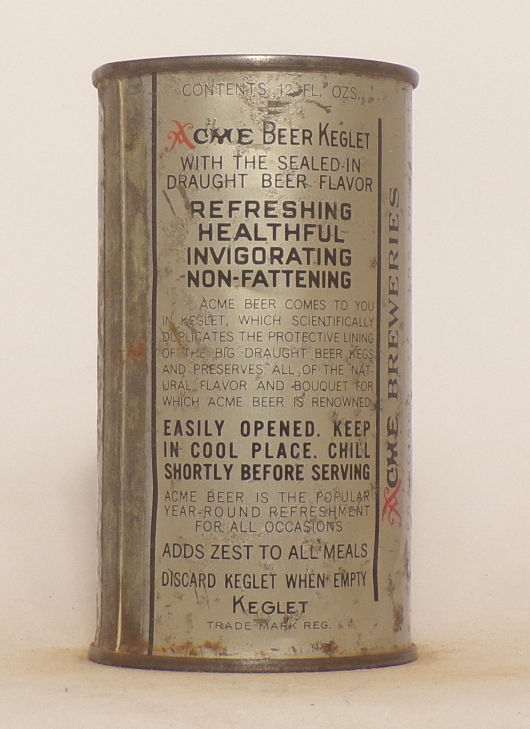 CONTENTS 12 FL. OZS.
ACME BEER KEGLET
WITH THE SEALED-IN
DRAUGHT BEER FLAVOR
REFRESHING
HEALTHFUL
INVIGORATING
NON-FATTENING
ACME BEER COMES TO YOU
IN KEGLET, WHICH SCIENTIFICALLY
DUPLICATES THE PROTECTIVE LINING
OF THE BIG DRAUGHT BEER KEGS
AND PRESERVES ALL OF THE NAT-
URAL FLAVOR AND BOUQUET FOR
WHICH ACME BEER IS RENOWNED
EASILY OPENED. KEEP
IN COOL PLACE. CHILL
SHORTLY BEFORE SERVING
ACME BEER IS THE POPULAR
YEAR-ROUND REFRESHMENT
FOR ALL OCCASIONS
ADDS ZEST TO ALL MEALS
DISCARD KEGLET WHEN EMPTY
KEGLET
TRADE MARK REG.
ACME BREWERIES